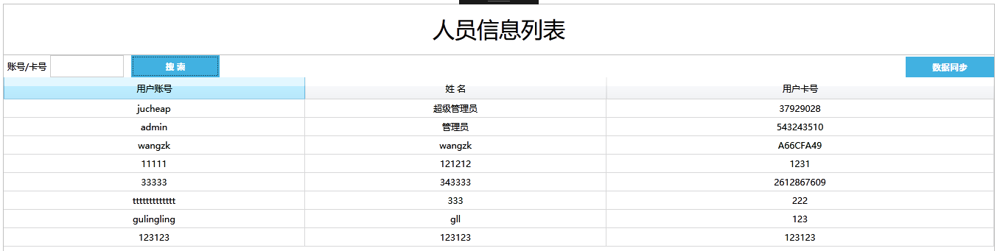 人员信息列表
账号/卡号 搜 索 数据同步
用户账号 姓 名 用户卡号
jucheap 超级管理员 37929028
admin 管理员 543243510
wangzk wangzk A66CFA49
11111 121212 1231
33333 343333 2612867609
ttttttttttttt 333 222
gulingling gll 123
123123 123123 123123